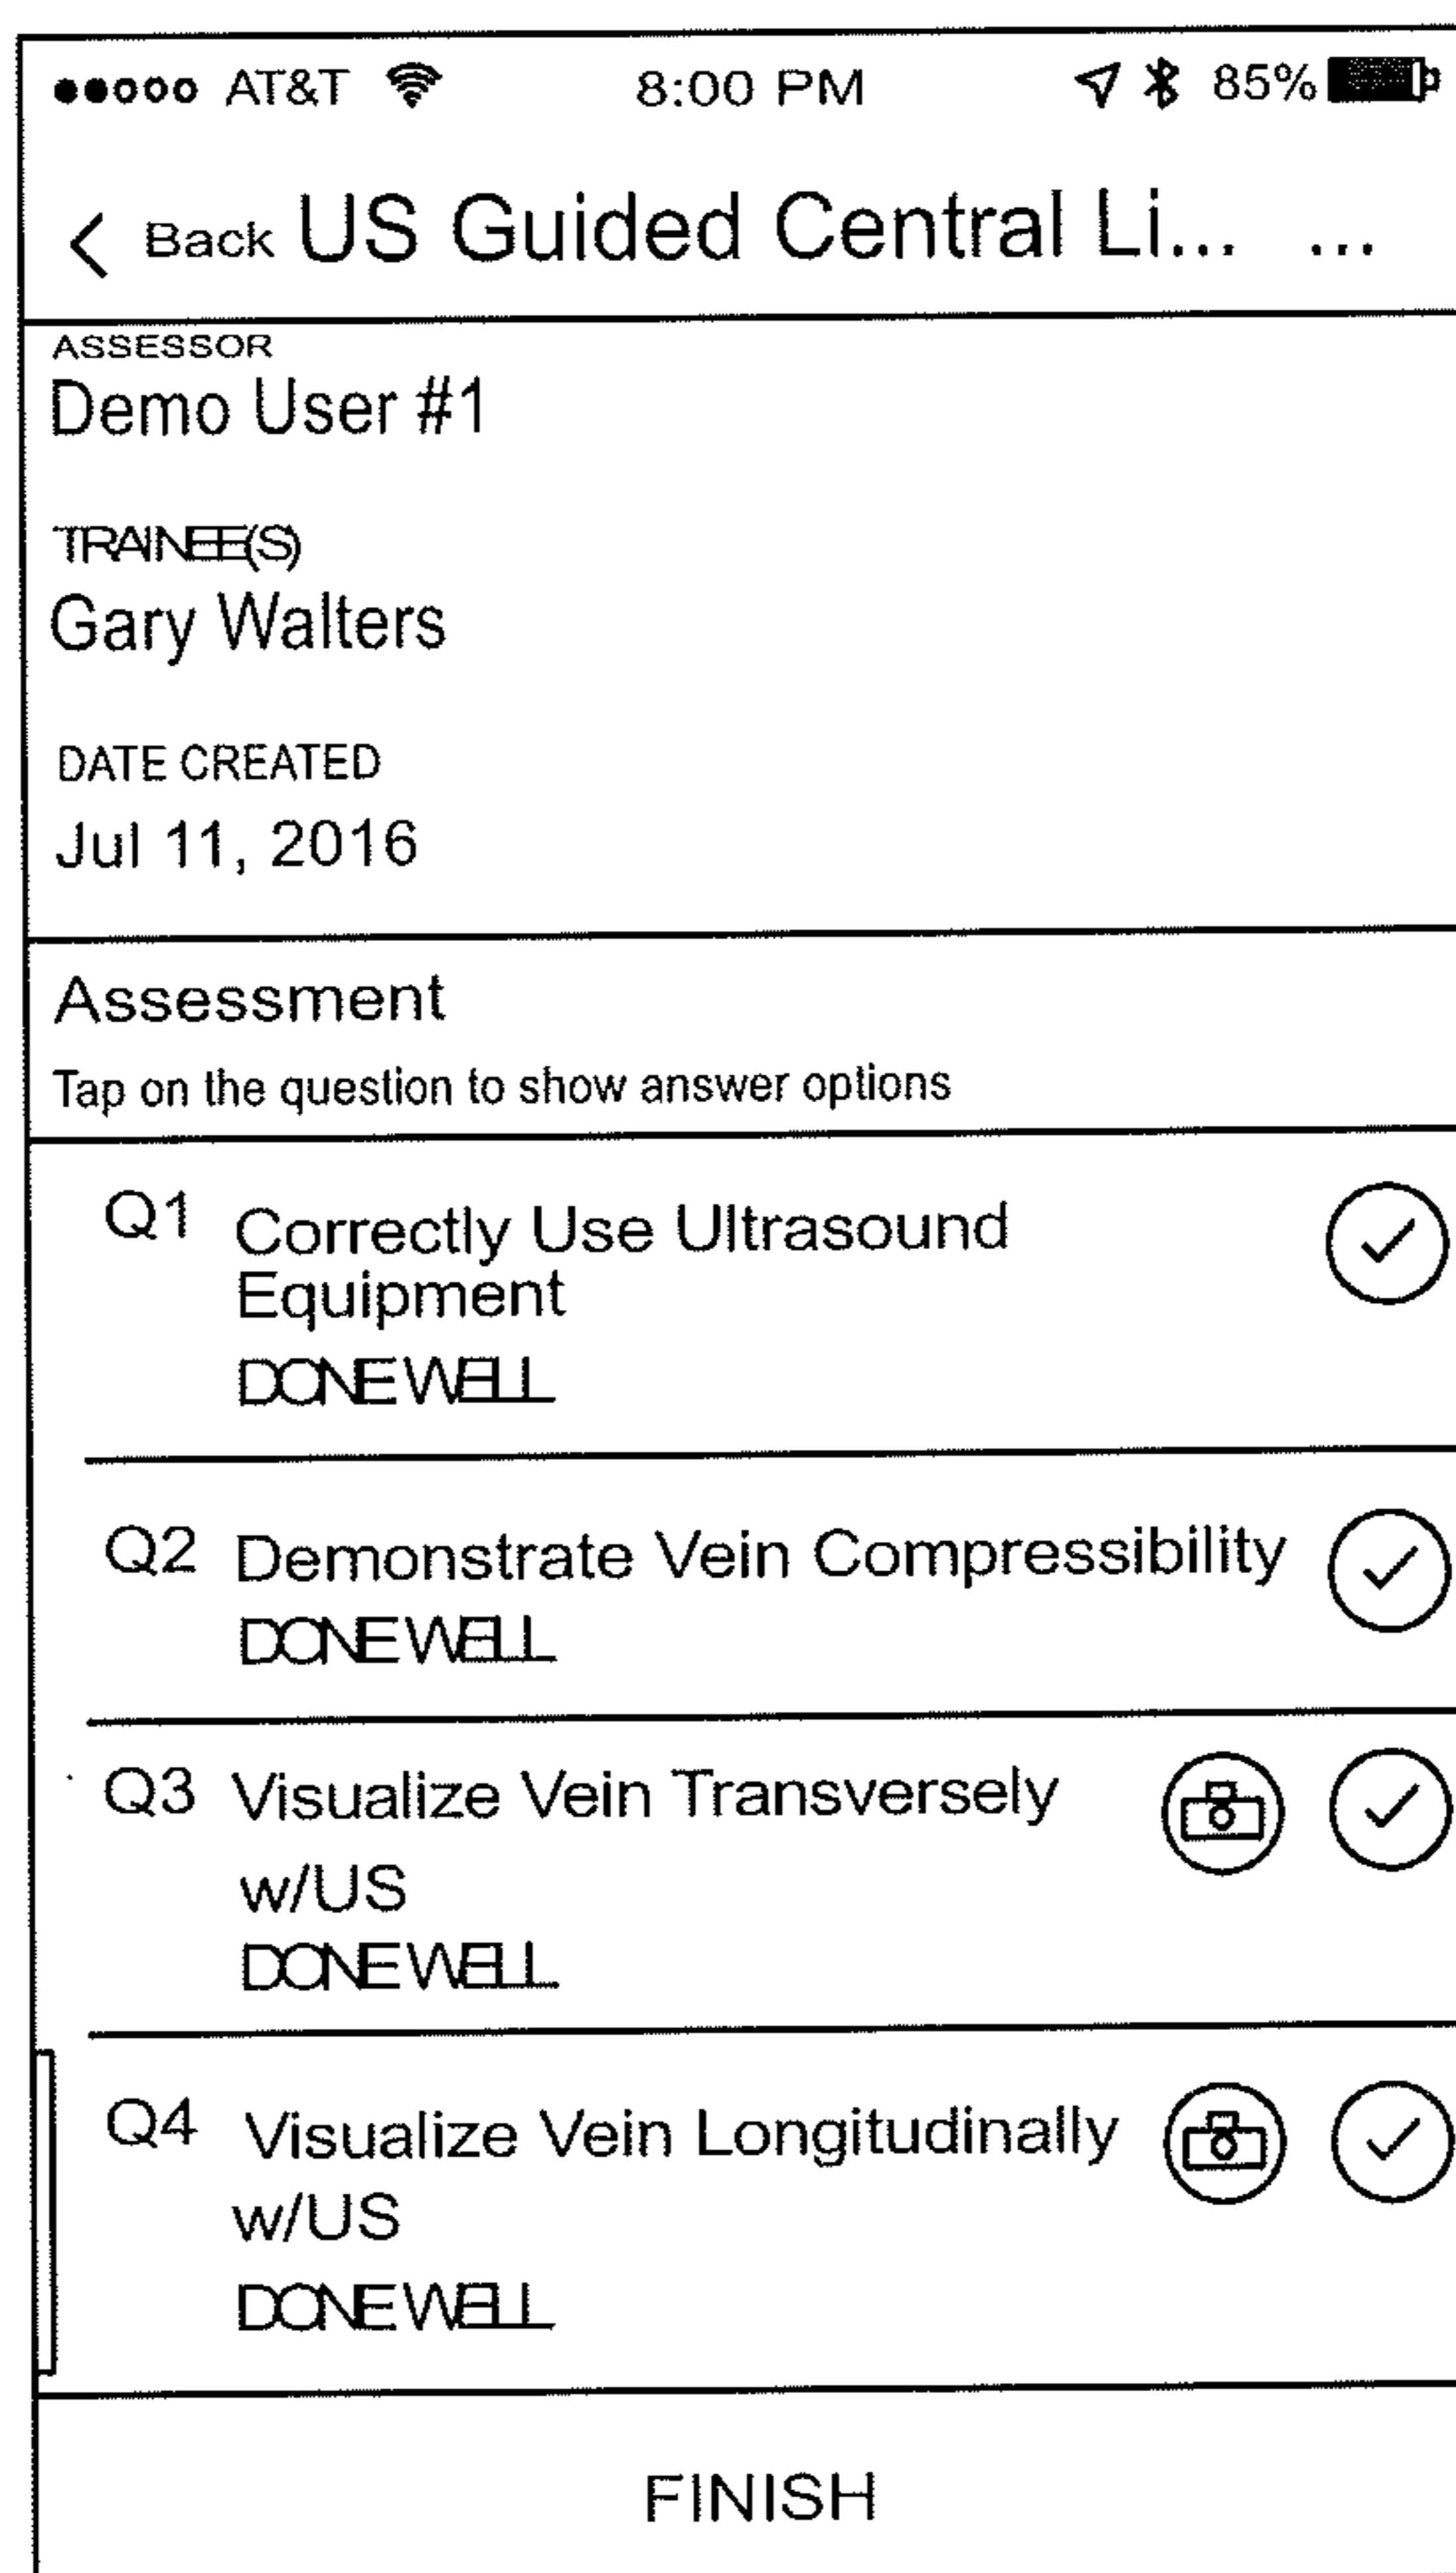 AT&T 8:00 PM 85%
Back US Guided Central Li... ...
ASSESSOR
Demo User #1
TRAINEE(S)
Gary Walters
DATE CREATED
Jul 11, 2016
Assessment
Tap on the question to show answer options
Q1 Correctly Use Ultrasound
Equipment
DONE WELL
Q2 Demonstrate Vein Compressibility
DONE WELL
Q3 Visualize Vein Transversely
w/US
DONE WELL
Q4 Visualize Vein Longitudinally
w/US
DONE WELL
FINISH